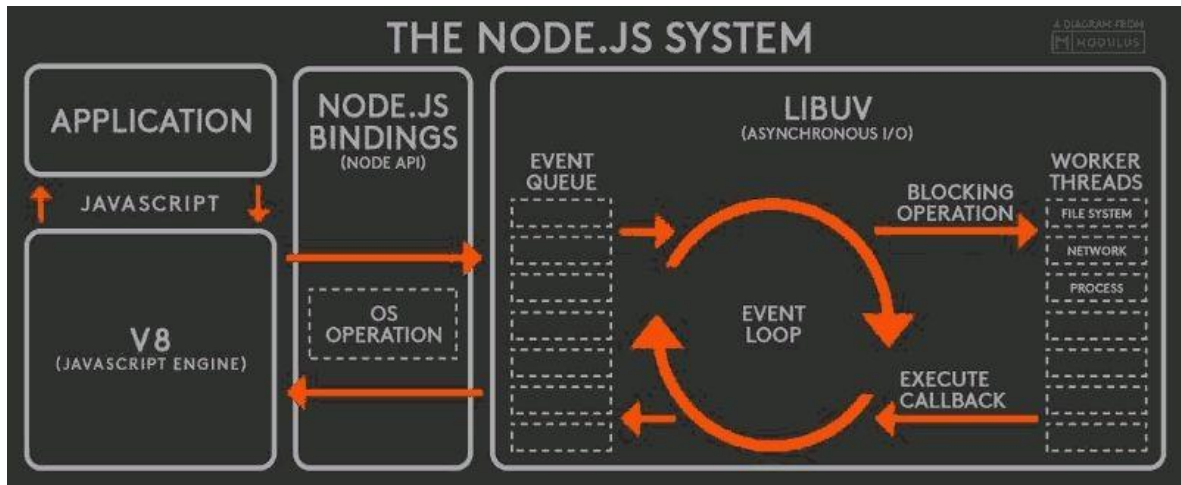 THE NODE.JS SYSTEM
A DIAGRAM FROM
MODULUS
APPLICATION
JAVASCRIPT
V8
(JAVASCRIPT ENGINE)
NODE.JS
BINDINGS
(NODE API)
OS
OPERATION
LIBUV
(ASYNCHRONOUS I/O)
EVENT
QUEUE
EVENT
LOOP
BLOCKING
OPERATION
EXECUTE
CALLBACK
WORKER
THREADS
FILE SYSTEM
NETWORK
PROCESS